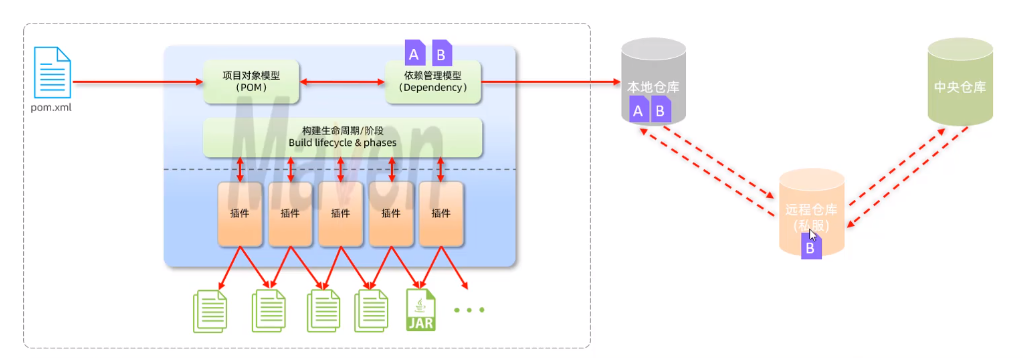 A B
项目对象模型
（POM）
依赖管理模型
（Dependency）
pom.xml
本地仓库
A B
中央仓库
构建生命周期/阶段
Build lifecycle & phases
Maven
插件 插件 插件 插件 插件
远程仓库
(私服)
B
JAR